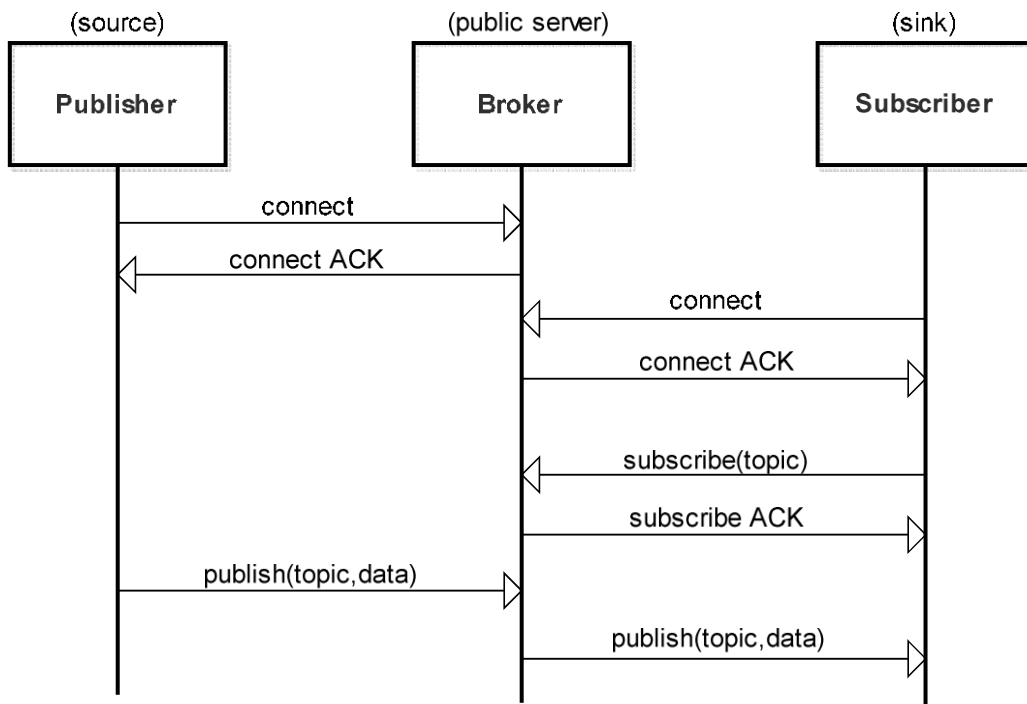 (source)
(public server)
(sink)
Publisher
Broker
Subscriber
connect
connect ACK
connect
connect ACK
subscribe(topic)
subscribe ACK
publish(topic,data)
publish(topic,data)